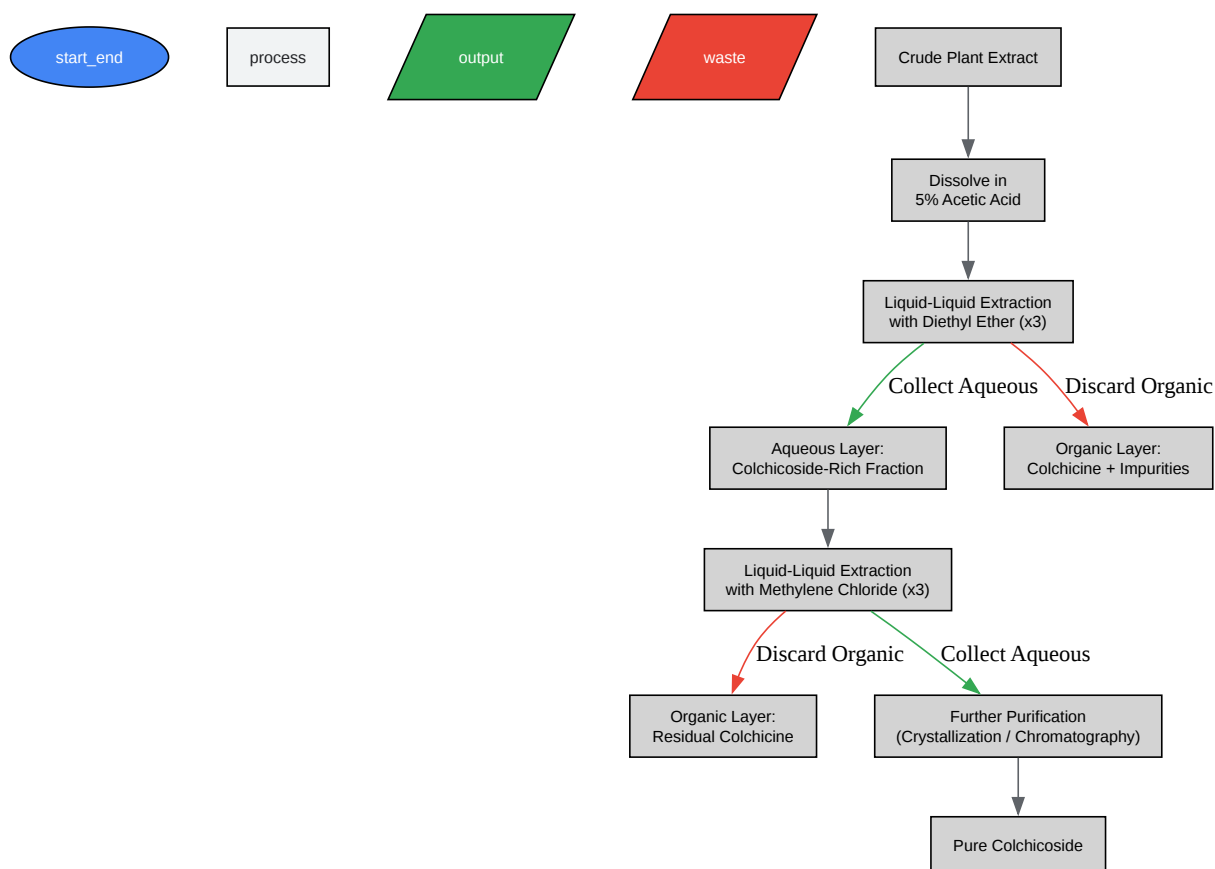 start_end
process
output
waste
Crude Plant Extract
Dissolve in
5% Acetic Acid
Liquid-Liquid Extraction
with Diethyl Ether (x3)
Collect Aqueous
Discard Organic
Aqueous Layer:
Colchicoside-Rich Fraction
Organic Layer:
Colchicine + Impurities
Liquid-Liquid Extraction
with Methylene Chloride (x3)
Discard Organic
Collect Aqueous
Organic Layer:
Residual Colchicine
Further Purification
(Crystallization / Chromatography)
Pure Colchicoside